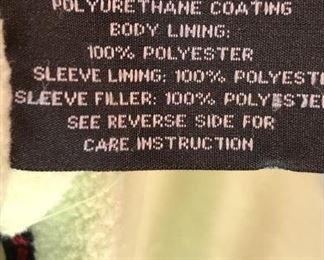 POLYURETHANE COATING
BODY LINING:
100% POLYESTER
SLEEVE LINING: 100% POLYESTE
SLEEVE FILLER: 100% POLYESTER
SEE REVERSE SIDE FOR
CARE INSTRUCTION